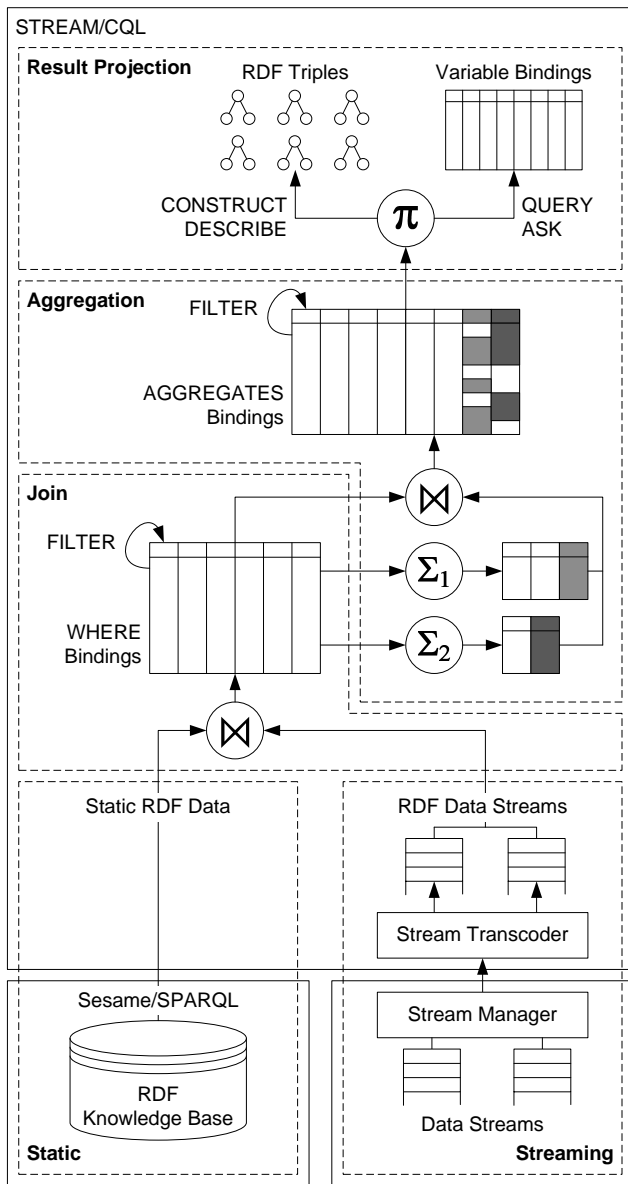 STREAM/CQL
Result Projection
RDF Triples
Variable Bindings
CONSTRUCT
DESCRIBE
π
QUERY
ASK
Aggregation
FILTER
AGGREGATES
Bindings
⋈
Join
FILTER
WHERE
Bindings
Σ1
Σ2
⋈
Static RDF Data
RDF Data Streams
Stream Transcoder
Sesame/SPARQL
Stream Manager
RDF
Knowledge Base
Data Streams
Static
Streaming